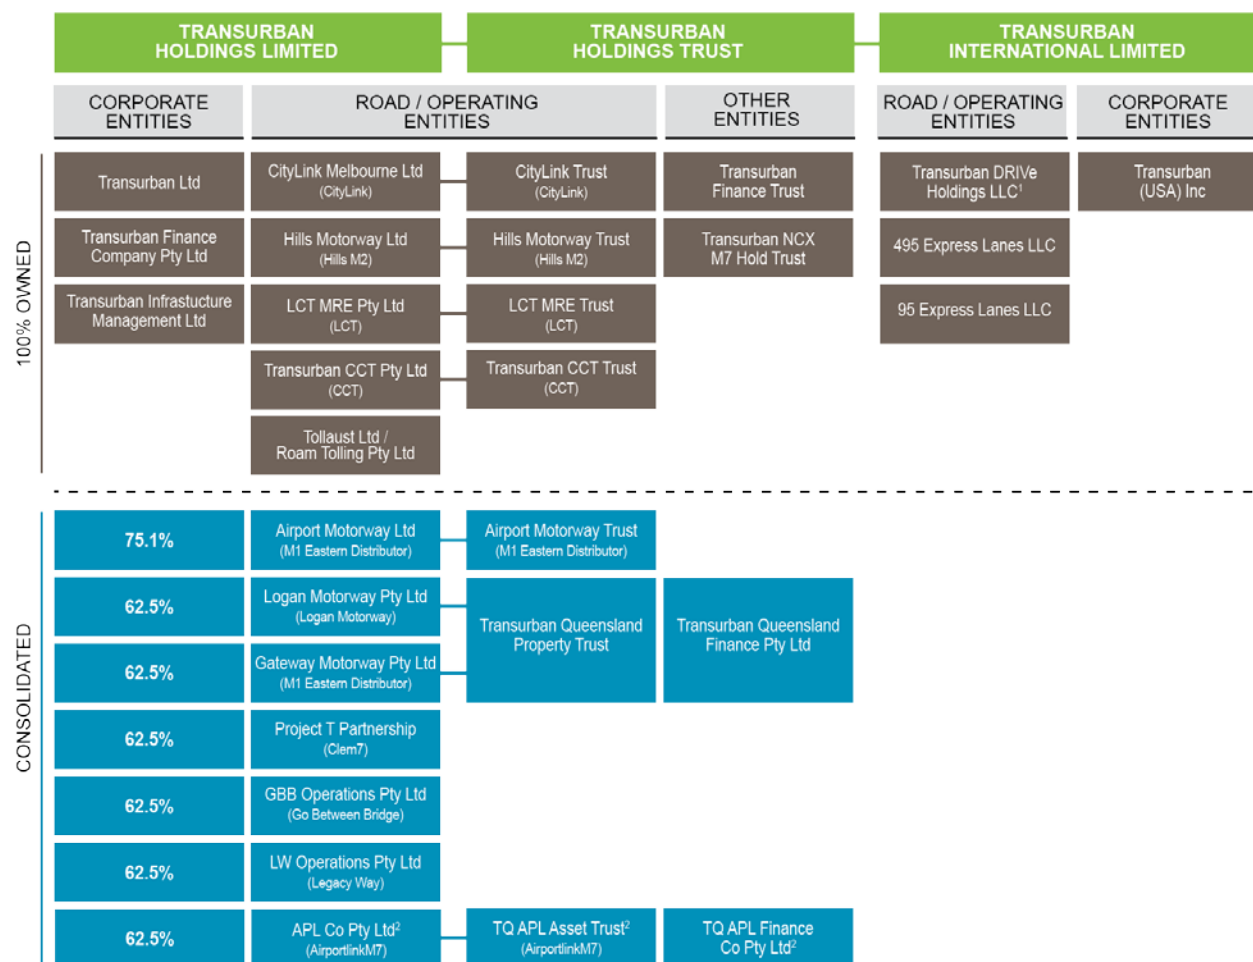 TRANSURBAN
HOLDINGS LIMITED
TRANSURBAN
HOLDINGS TRUST
TRANSURBAN
INTERNATIONAL LIMITED
CORPORATE
ENTITIES
ROAD / OPERATING
ENTITIES
OTHER
ENTITIES
ROAD / OPERATING
ENTITIES
CORPORATE
ENTITIES
100% OWNED
Transurban Ltd
CityLink Melbourne Ltd
(CityLink)
CityLink Trust
(CityLink)
Transurban
Finance Trust
Transurban DRIVe
Holdings LLC¹
Transurban
(USA) Inc
Transurban Finance
Company Pty Ltd
Hills Motorway Ltd
(Hills M2)
Hills Motorway Trust
(Hills M2)
Transurban NCX
M7 Hold Trust
495 Express Lanes LLC
Transurban Infrastucture
Management Ltd
LCT MRE Pty Ltd
(LCT)
LCT MRE Trust
(LCT)
95 Express Lanes LLC
Transurban CCT Pty Ltd
(CCT)
Transurban CCT Trust
(CCT)
Tollaust Ltd /
Roam Tolling Pty Ltd
CONSOLIDATED
75.1%
Airport Motorway Ltd
(M1 Eastern Distributor)
Airport Motorway Trust
(M1 Eastern Distributor)
62.5%
Logan Motorway Pty Ltd
(Logan Motorway)
Transurban Queensland
Property Trust
Transurban Queensland
Finance Pty Ltd
62.5%
Gateway Motorway Pty Ltd
(M1 Eastern Distributor)
62.5%
Project T Partnership
(Clem7)
62.5%
GBB Operations Pty Ltd
(Go Between Bridge)
62.5%
LW Operations Pty Ltd
(Legacy Way)
62.5%
APL Co Pty Ltd²
(AirportlinkM7)
TQ APL Asset Trust²
(AirportlinkM7)
TQ APL Finance
Co Pty Ltd²